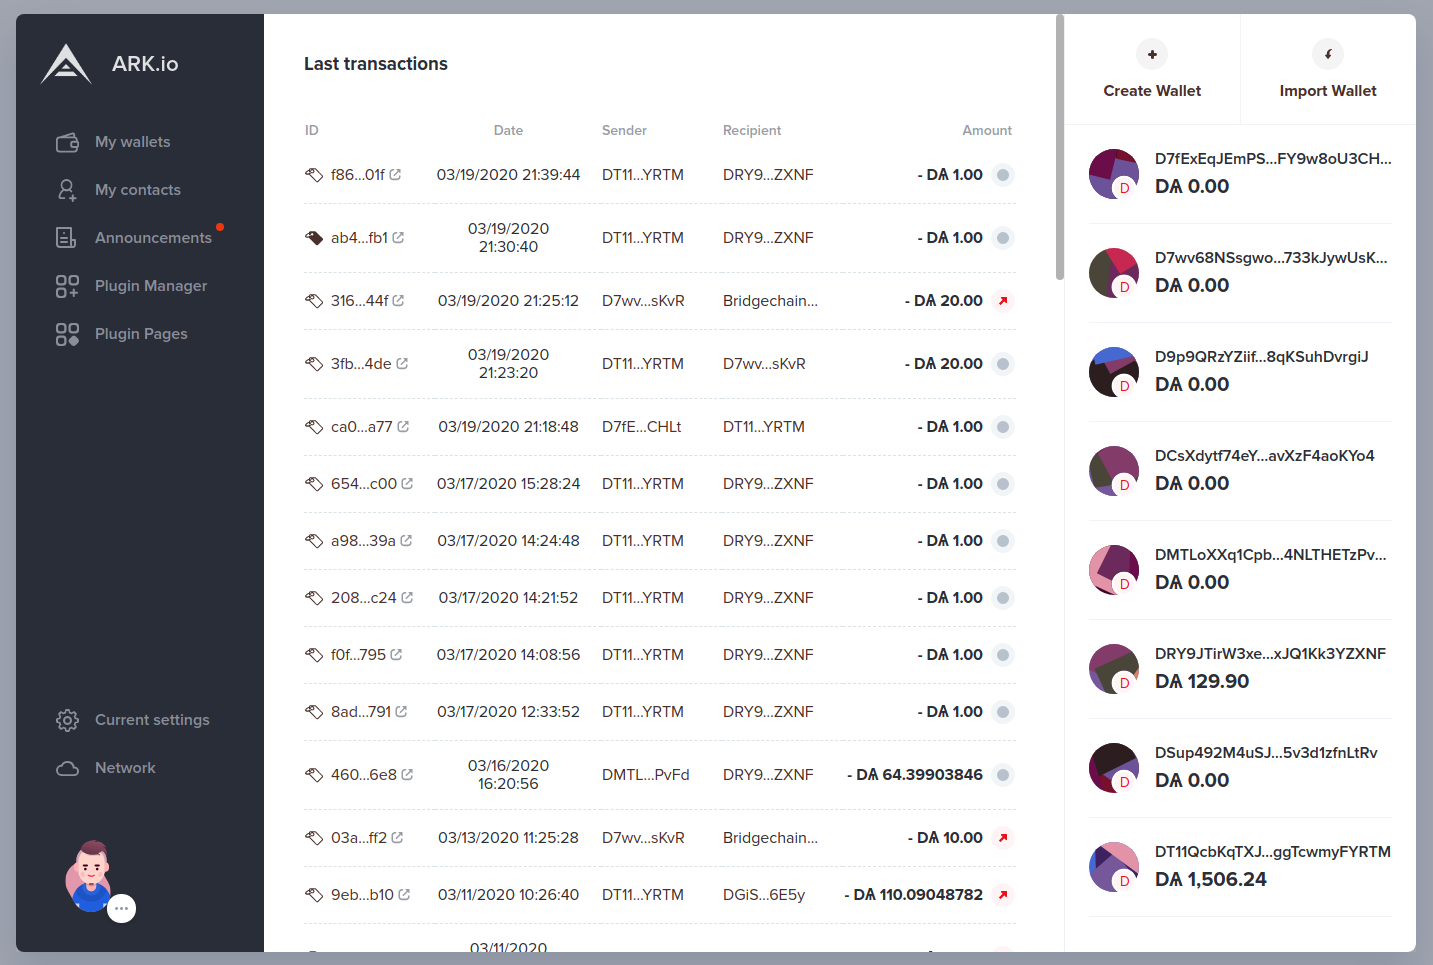 ARK.io
My wallets
My contacts
Announcements
Plugin Manager
Plugin Pages
Current settings
Network
Last transactions
ID Date Sender Recipient Amount
f86...01f 03/19/2020 21:39:44 DT11...YRTM DRY9...ZXNF - DѦ 1.00
ab4...fb1 03/19/2020 21:30:40 DT11...YRTM DRY9...ZXNF - DѦ 1.00
316...44f 03/19/2020 21:25:12 D7wv...sKvR Bridgechain... - DѦ 20.00
3fb...4de 03/19/2020 21:23:20 DT11...YRTM D7wv...sKvR - DѦ 20.00
ca0...a77 03/19/2020 21:18:48 D7fE...CHLt DT11...YRTM - DѦ 1.00
654...c00 03/17/2020 15:28:24 DT11...YRTM DRY9...ZXNF - DѦ 1.00
a98...39a 03/17/2020 14:24:48 DT11...YRTM DRY9...ZXNF - DѦ 1.00
208...c24 03/17/2020 14:21:52 DT11...YRTM DRY9...ZXNF - DѦ 1.00
f0f...795 03/17/2020 14:08:56 DT11...YRTM DRY9...ZXNF - DѦ 1.00
8ad...791 03/17/2020 12:33:52 DT11...YRTM DRY9...ZXNF - DѦ 1.00
460...6e8 03/16/2020 16:20:56 DMTL...PvFd DRY9...ZXNF - DѦ 64.39903846
03a...ff2 03/13/2020 11:25:28 D7wv...sKvR Bridgechain... - DѦ 10.00
9eb...b10 03/11/2020 10:26:40 DT11...YRTM DGiS...6E5y - DѦ 110.09048782
03/11/2020
Create Wallet
Import Wallet
D7fExEqJEmPS...FY9w8oU3CH...
D
DѦ 0.00
D7wv68NSsgwo...733kJywUsK...
D
DѦ 0.00
D9p9QRzYZiif...8qKSuhDvrgiJ
D
DѦ 0.00
DCsXdytf74eY...avXzF4aoKYo4
D
DѦ 0.00
DMTLoXXq1Cpb...4NLTHETzPv...
D
DѦ 0.00
DRY9JTirW3xe...xJQ1Kk3YZXNF
D
DѦ 129.90
DSup492M4uSJ...5v3d1zfnLtRv
D
DѦ 0.00
DT11QcbKqTXJ...ggTcwmyFYRTM
D
DѦ 1,506.24